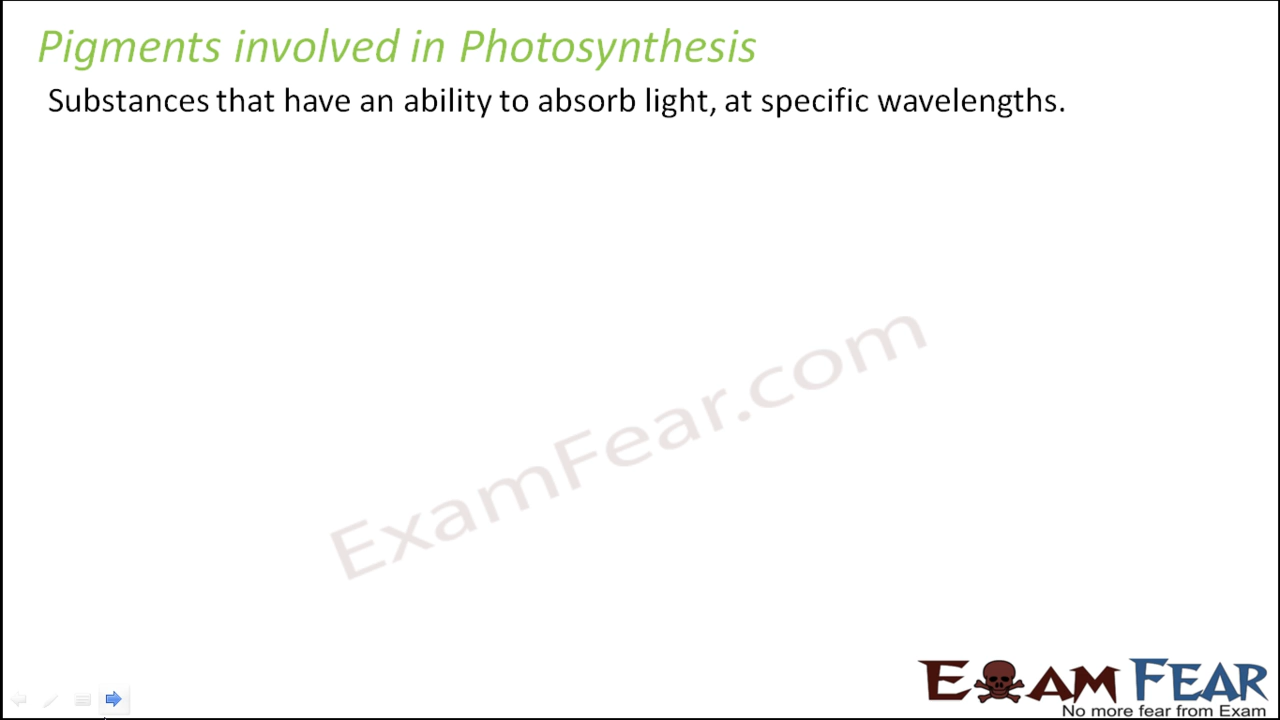 Pigments involved in Photosynthesis
Substances that have an ability to absorb light, at specific wavelengths.
ExamFear.com
EXAM FEAR
No more fear from Exam